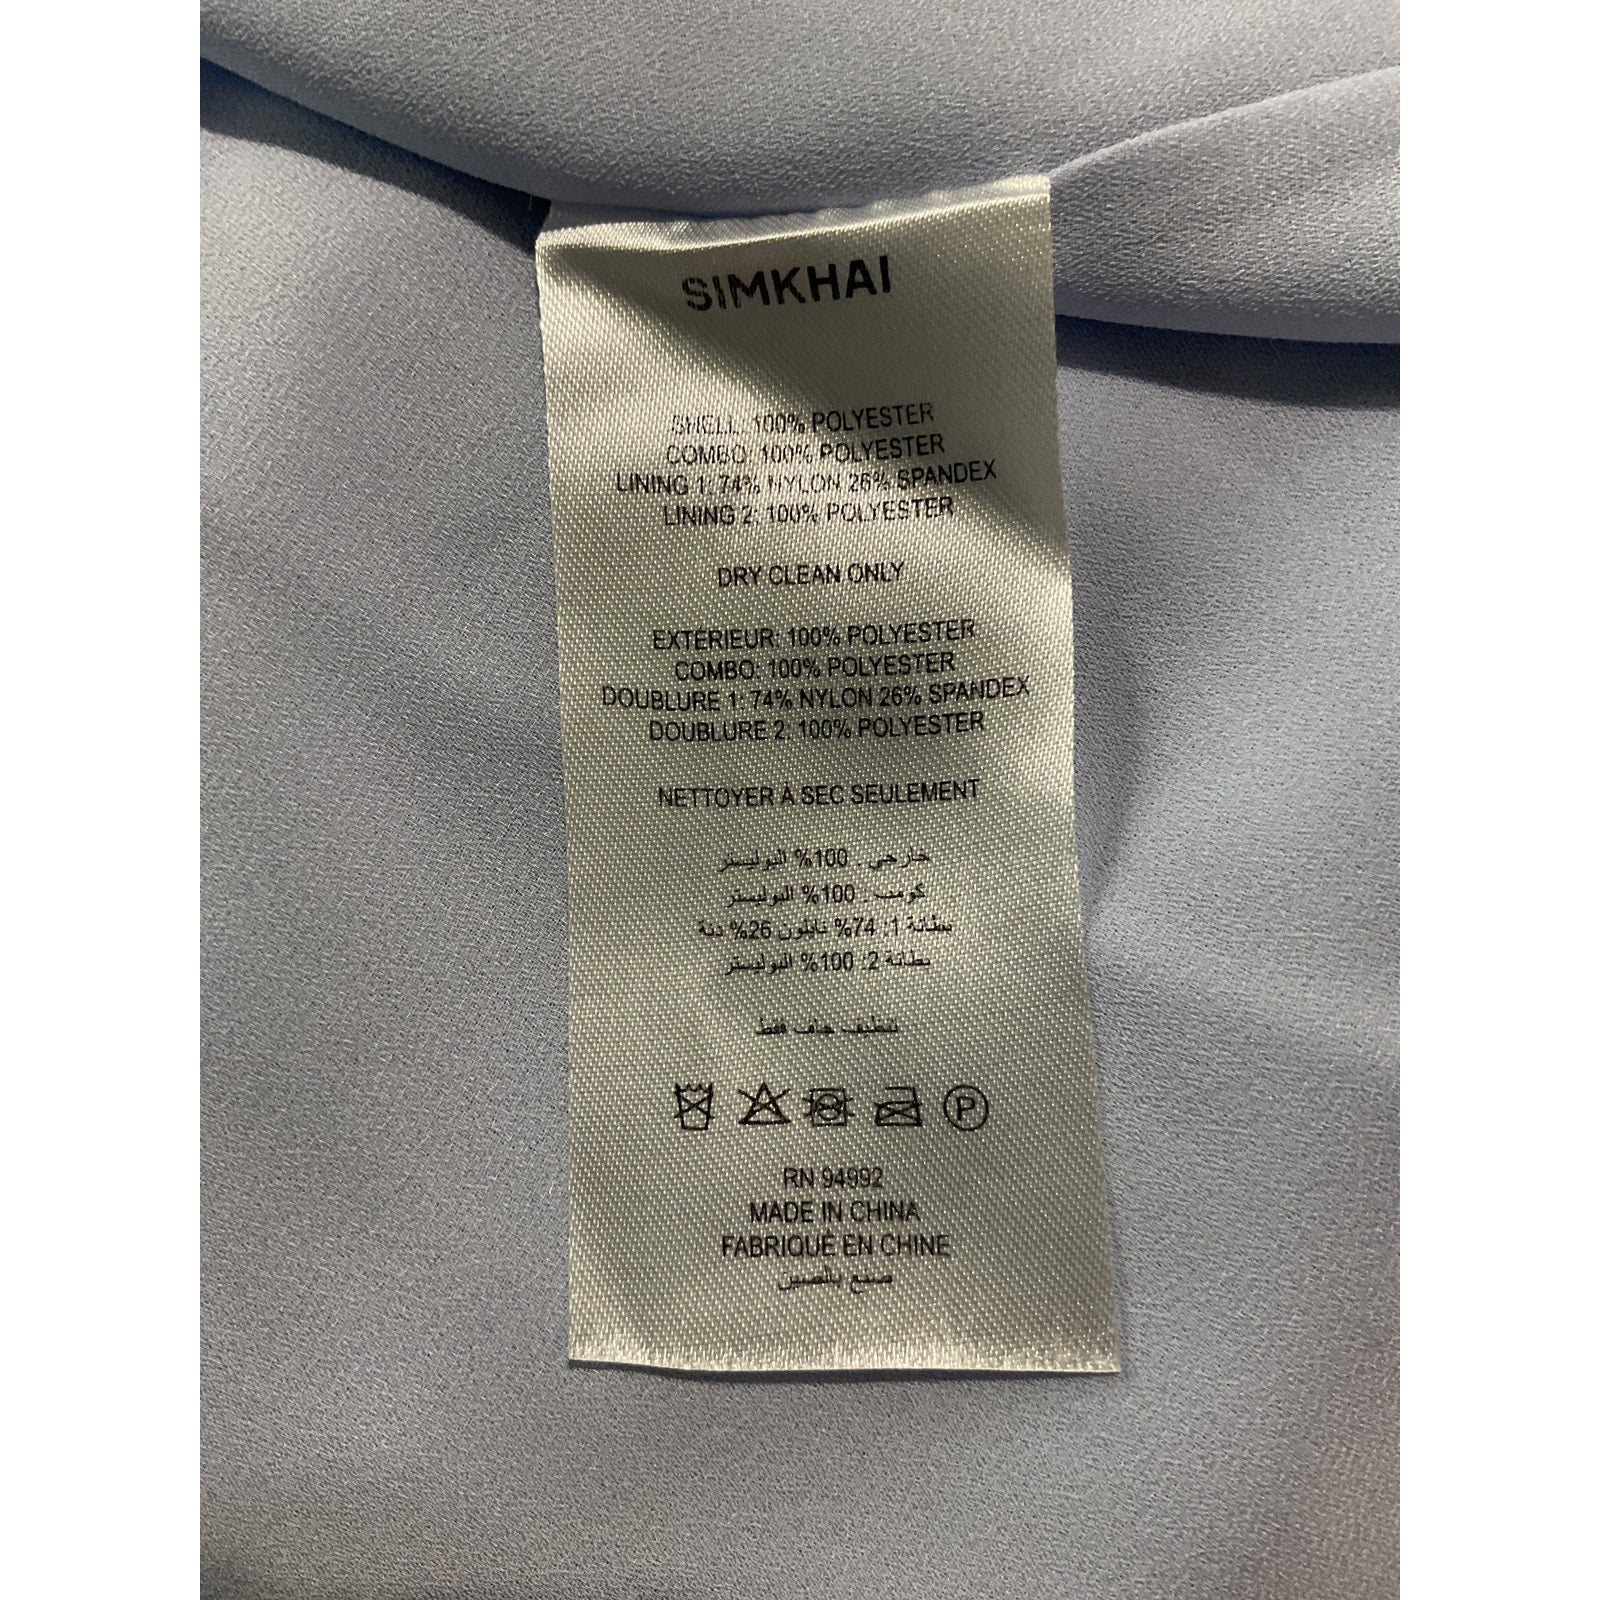 SIMKHAI
SHELL: 100% POLYESTER
COMBO: 100% POLYESTER
LINING 1: 74% NYLON 26% SPANDEX
LINING 2: 100% POLYESTER
DRY CLEAN ONLY
EXTÉRIEUR: 100% POLYESTER
COMBO: 100% POLYESTER
DOUBLURE 1: 74% NYLON 26% SPANDEX
DOUBLURE 2: 100% POLYESTER
NETTOYER À SEC SEULEMENT
خارجي . 100% البوليستر
كومب . 100% البوليستر
بطانة 1: 74% نايلون 26% دنة
بطانة 2: 100% البوليستر
تنظيف جاف فقط
P
RN 94992
MADE IN CHINA
FABRIQUÉ EN CHINE
صنع بالصين